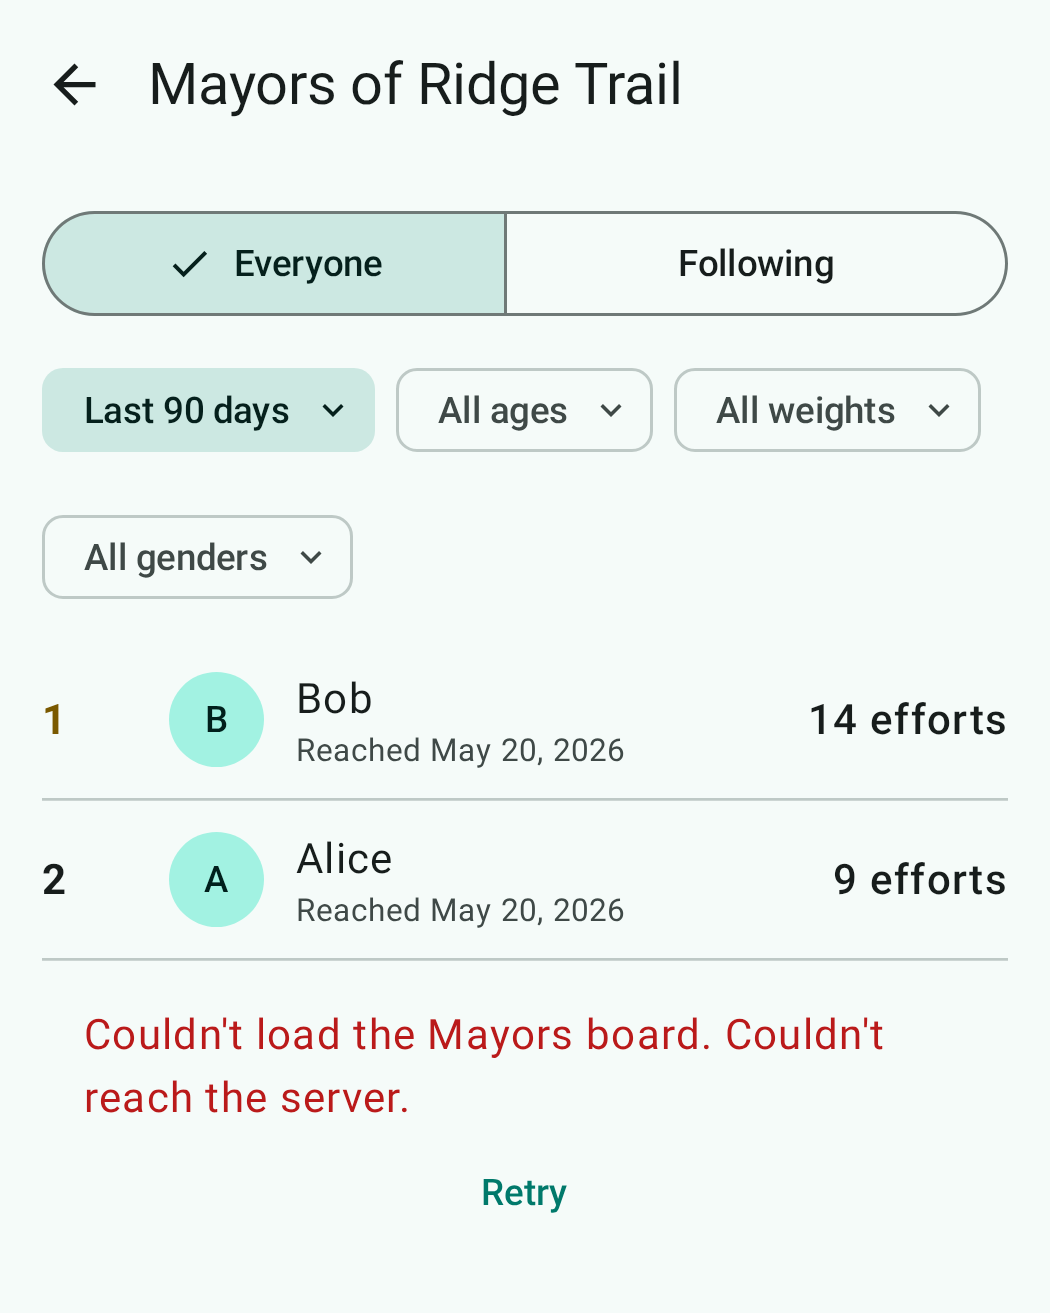 Mayors of Ridge Trail
Everyone
Following
Last 90 days
All ages
All weights
All genders
1
B
Bob
Reached May 20, 2026
14 efforts
2
A
Alice
Reached May 20, 2026
9 efforts
Couldn't load the Mayors board. Couldn't
reach the server.
Retry